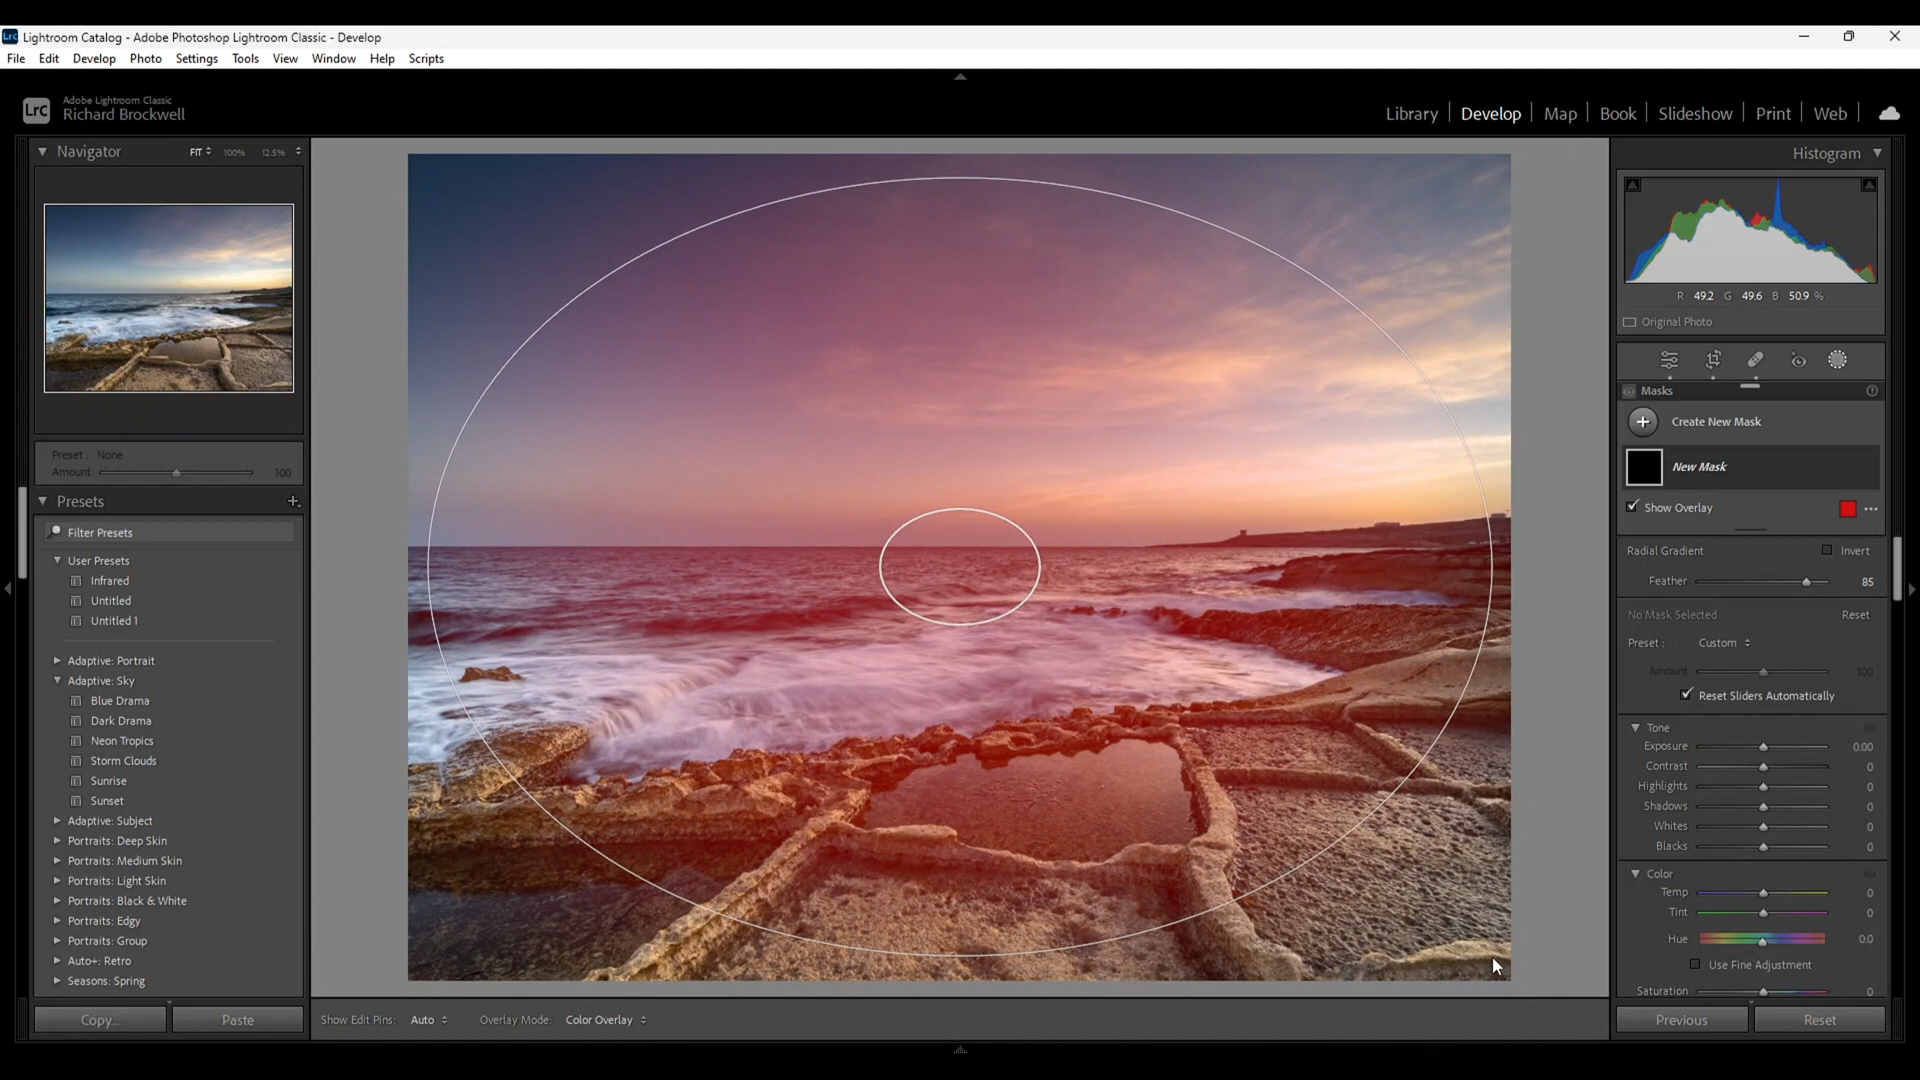 Lrc Lightroom Catalog - Adobe Photoshop Lightroom Classic - Develop
File Edit Develop Photo Settings Tools View Window Help Scripts
LrC Adobe Lightroom Classic
Richard Brockwell
Library Develop Map Book Slideshow Print Web
Navigator FIT 100% 12.5%
Preset : None
Amount 100
Presets
Filter Presets
User Presets
Infrared
Untitled
Untitled 1
Adaptive: Portrait
Adaptive: Sky
Blue Drama
Dark Drama
Neon Tropics
Storm Clouds
Sunrise
Sunset
Adaptive: Subject
Portraits: Deep Skin
Portraits: Medium Skin
Portraits: Light Skin
Portraits: Black & White
Portraits: Edgy
Portraits: Group
Auto+: Retro
Seasons: Spring
Copy... Paste
Show Edit Pins: Auto Overlay Mode: Color Overlay
Histogram
R 49.2 G 49.6 B 50.9 %
Original Photo
Masks
Create New Mask
New Mask
Show Overlay
Radial Gradient Invert
Feather 85
No Mask Selected Reset
Preset : Custom
Amount 100
Reset Sliders Automatically
Tone
Exposure 0.00
Contrast 0
Highlights 0
Shadows 0
Whites 0
Blacks 0
Color
Temp 0
Tint 0
Hue 0.0
Use Fine Adjustment
Saturation 0
Previous Reset